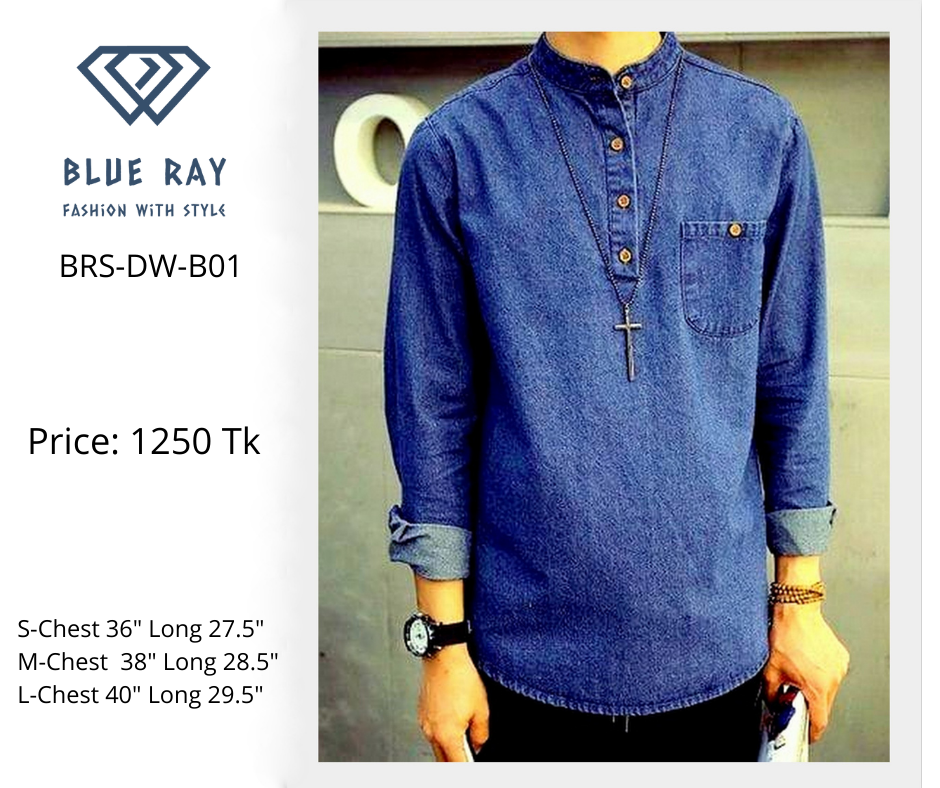 BLUE RAY
FASHION WITH STYLE
BRS-DW-B01
Price: 1250 Tk
S-Chest 36" Long 27.5"
M-Chest  38" Long 28.5"
L-Chest 40" Long 29.5"